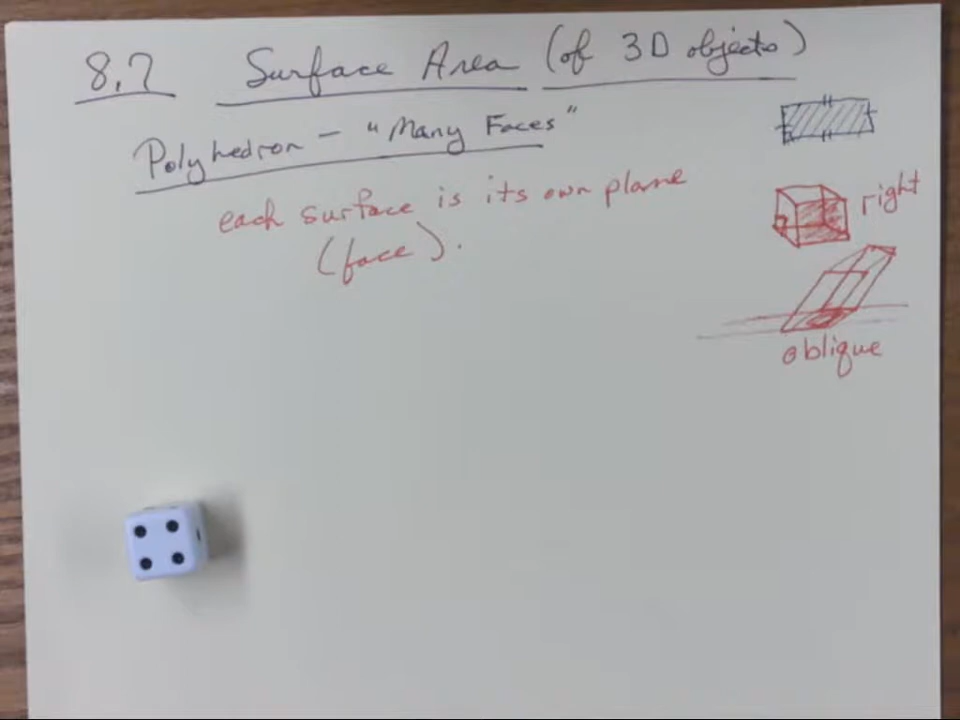 8.7 Surface Area (of 3D objects)
Polyhedron - "Many Faces"
each surface is its own plane
(face).
right
oblique